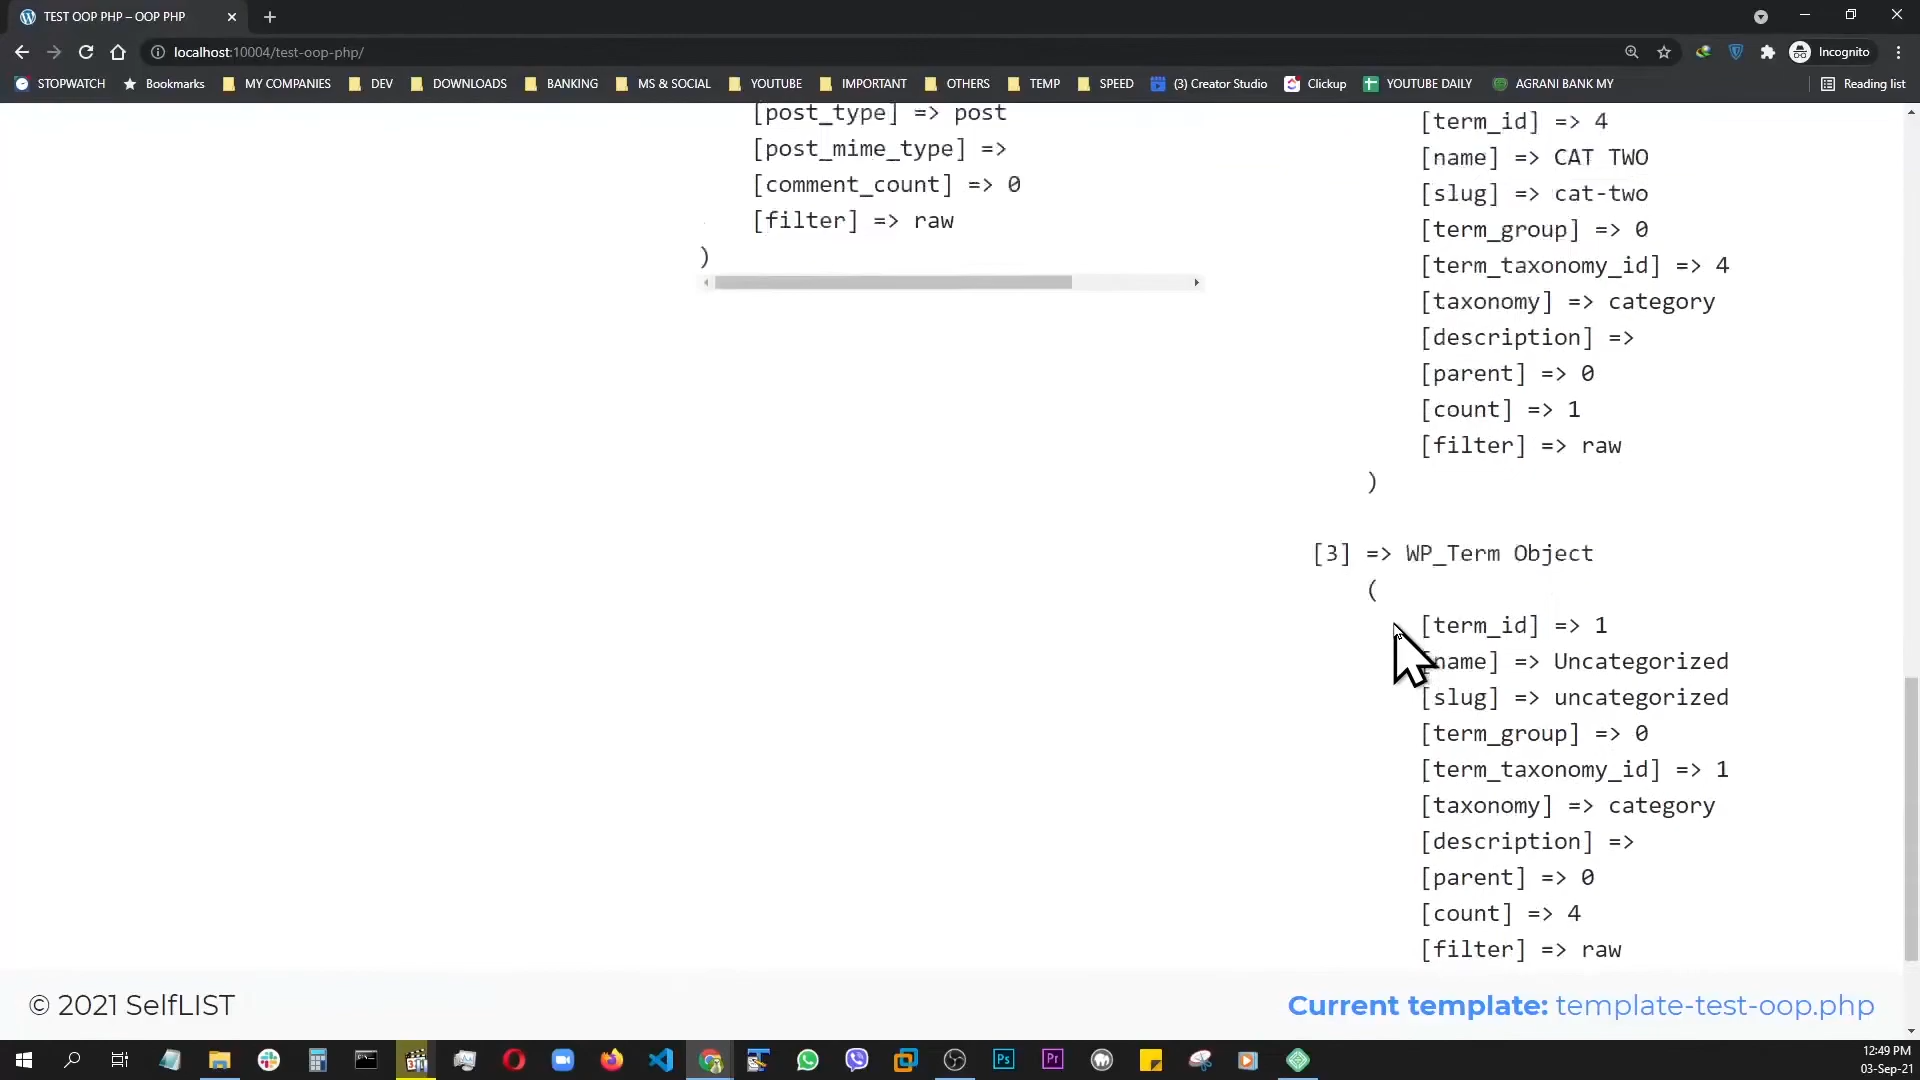 TEST OOP PHP – OOP PHP
localhost:10004/test-oop-php/
Incognito
STOPWATCH
Bookmarks
MY COMPANIES
DEV
DOWNLOADS
BANKING
MS & SOCIAL
YOUTUBE
IMPORTANT
OTHERS
TEMP
SPEED
(3) Creator Studio
Clickup
YOUTUBE DAILY
AGRANI BANK MY
Reading list
[post_type] => post
[post_mime_type] =>
[comment_count] => 0
[filter] => raw
)
[term_id] => 4
[name] => CAT TWO
[slug] => cat-two
[term_group] => 0
[term_taxonomy_id] => 4
[taxonomy] => category
[description] =>
[parent] => 0
[count] => 1
[filter] => raw
)
[3] => WP_Term Object
(
[term_id] => 1
[name] => Uncategorized
[slug] => uncategorized
[term_group] => 0
[term_taxonomy_id] => 1
[taxonomy] => category
[description] =>
[parent] => 0
[count] => 4
[filter] => raw
© 2021 SelfLIST
Current template: template-test-oop.php
Ps
Pr
12:49 PM
03-Sep-21